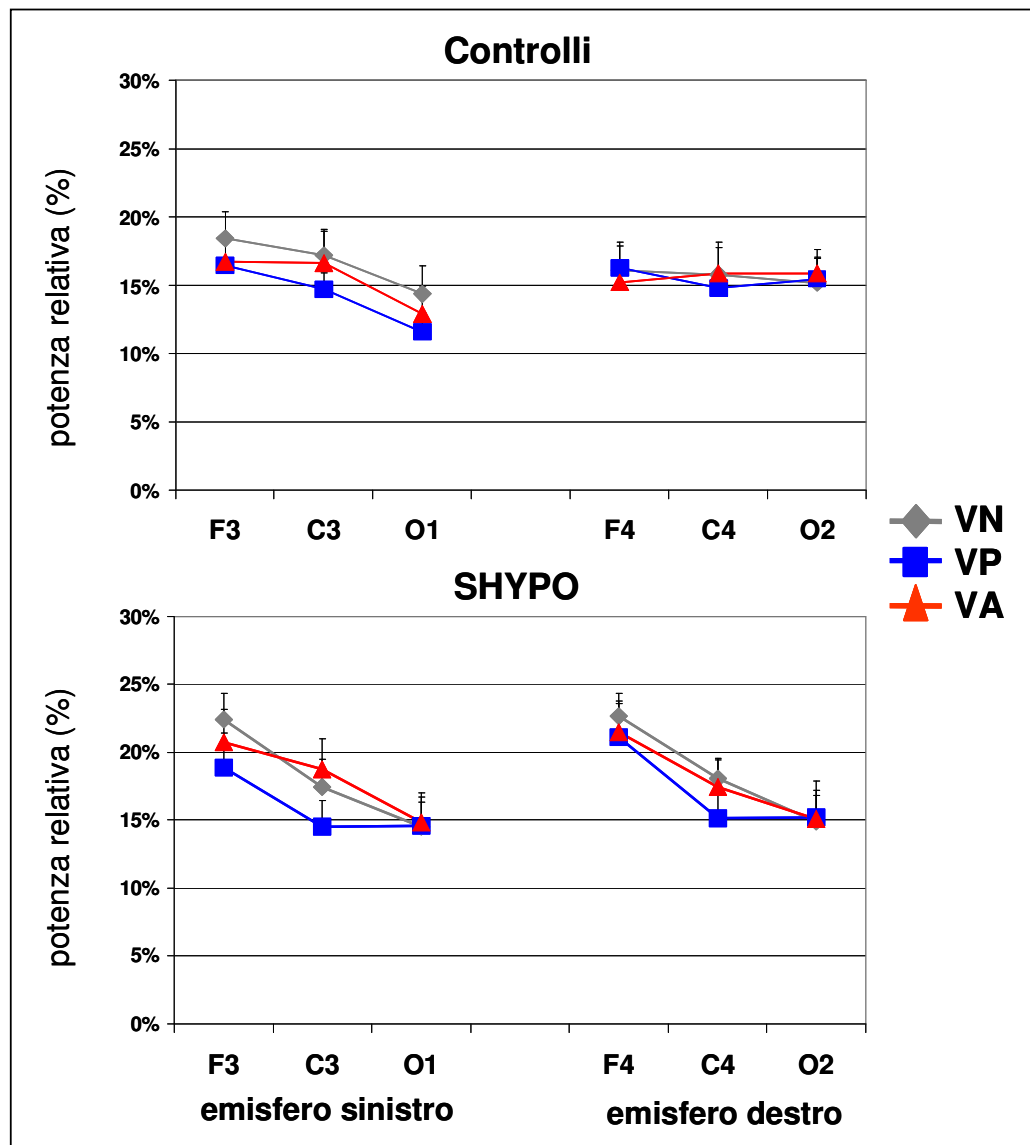 Controlli
30%
25%
20%
15%
10%
5%
0%
potenza relativa (%)
F3 C3 O1 F4 C4 O2
VN
VP
VA
SHYPO
30%
25%
20%
15%
10%
5%
0%
potenza relativa (%)
F3 C3 O1 F4 C4 O2
emisfero sinistro emisfero destro